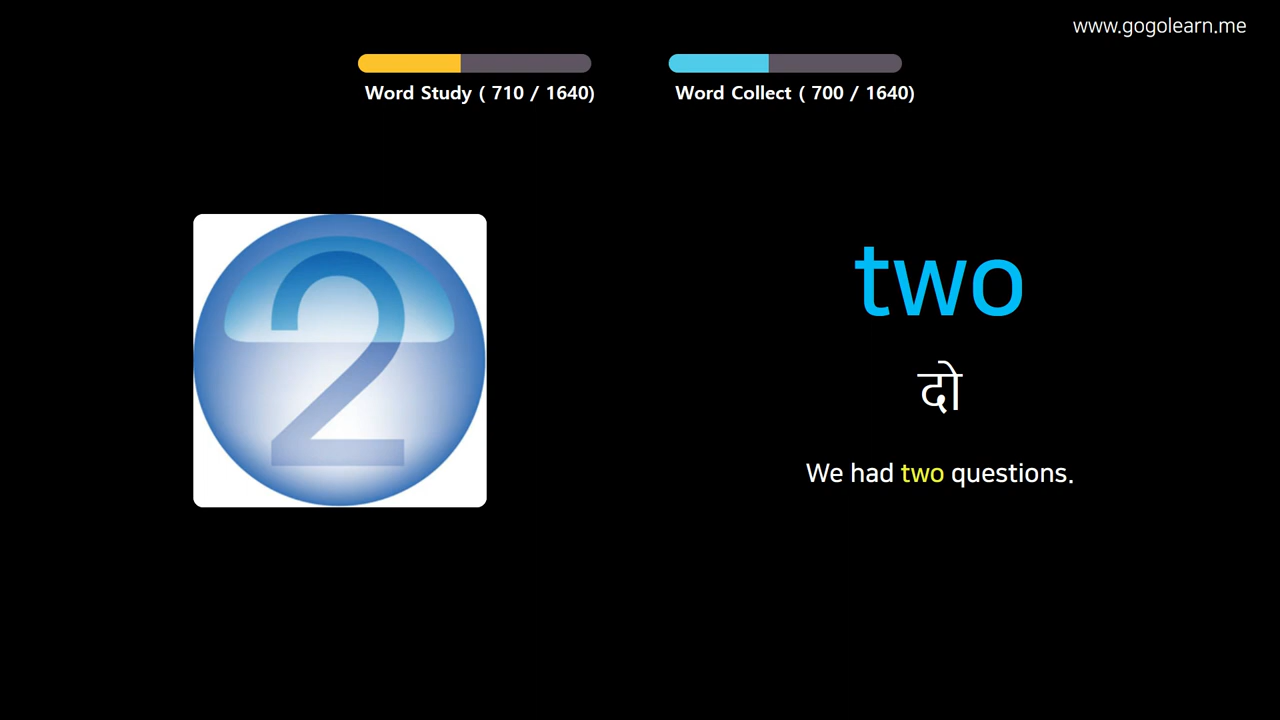 www.gogolearn.me
Word Study ( 710 / 1640)
Word Collect ( 700 / 1640)
2
two
दो
We had two questions.